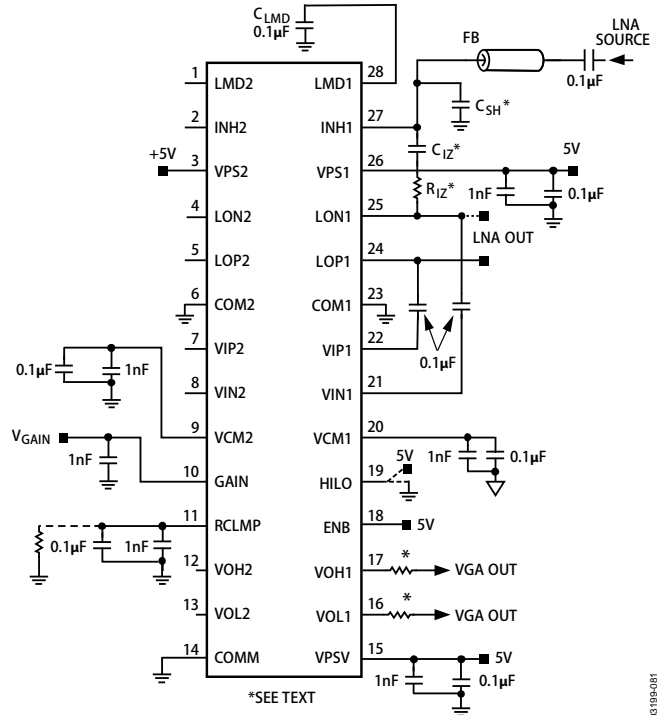 C_LMD
0.1µF
FB
LNA
SOURCE
0.1µF
C_SH*
C_IZ*
R_IZ*
+5V
5V
1nF
0.1µF
LNA OUT
0.1µF
0.1µF
1nF
V_GAIN
1nF
0.1µF
1nF
1nF
0.1µF
5V
5V
*
VGA OUT
*
VGA OUT
5V
1nF
0.1µF
1 LMD2
2 INH2
3 VPS2
4 LON2
5 LOP2
6 COM2
7 VIP2
8 VIN2
9 VCM2
10 GAIN
11 RCLMP
12 VOH2
13 VOL2
14 COMM
LMD1 28
INH1 27
VPS1 26
LON1 25
LOP1 24
COM1 23
VIP1 22
VIN1 21
VCM1 20
HILO 19
ENB 18
VOH1 17
VOL1 16
VPSV 15
*SEE TEXT
03199-081